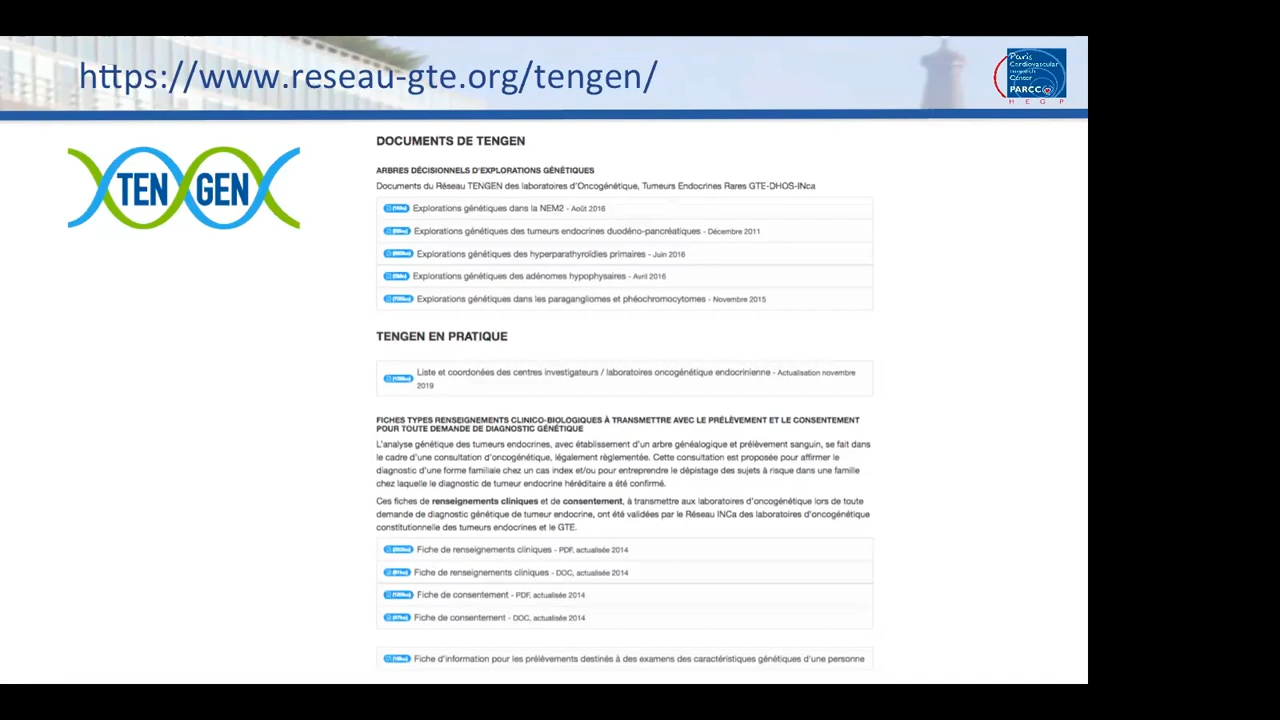 https://www.reseau-gte.org/tengen/
Paris
Cardiovascular
research
Center
PARCC
HEGP
TEN GEN
DOCUMENTS DE TENGEN
ARBRES DÉCISIONNELS D'EXPLORATIONS GÉNÉTIQUES
Documents du Réseau TENGEN des laboratoires d'Oncogénétique, Tumeurs Endocrines Rares GTE-DHOS-INca
Explorations génétiques dans la NEM2 - Août 2016
Explorations génétiques des tumeurs endocrines duodéno-pancréatiques - Décembre 2011
Explorations génétiques des hyperparathyroïdies primaires - Juin 2016
Explorations génétiques des adénomes hypophysaires - Avril 2016
Explorations génétiques dans les paragangliomes et phéochromocytomes - Novembre 2015
TENGEN EN PRATIQUE
Liste et coordonées des centres investigateurs / laboratoires oncogénétique endocrinienne - Actualisation novembre
2019
FICHES TYPES RENSEIGNEMENTS CLINICO-BIOLOGIQUES À TRANSMETTRE AVEC LE PRÉLÈVEMENT ET LE CONSENTEMENT
POUR TOUTE DEMANDE DE DIAGNOSTIC GÉNÉTIQUE
L'analyse génétique des tumeurs endocrines, avec établissement d'un arbre généalogique et prélèvement sanguin, se fait dans
le cadre d'une consultation d'oncogénétique, légalement règlementée. Cette consultation est proposée pour affirmer le
diagnostic d'une forme familiale chez un cas index et/ou pour entreprendre le dépistage des sujets à risque dans une famille
chez laquelle le diagnostic de tumeur endocrine héréditaire a été confirmé.
Ces fiches de renseignements cliniques et de consentement, à transmettre aux laboratoires d'oncogénétique lors de toute
demande de diagnostic génétique de tumeur endocrine, ont été validées par le Réseau INCa des laboratoires d'oncogénétique
constitutionnelle des tumeurs endocrines et le GTE.
Fiche de renseignements cliniques - PDF, actualisée 2014
Fiche de renseignements cliniques - DOC, actualisée 2014
Fiche de consentement - PDF, actualisée 2014
Fiche de consentement - DOC, actualisée 2014
Fiche d'information pour les prélèvements destinés à des examens des caractéristiques génétiques d'une personne